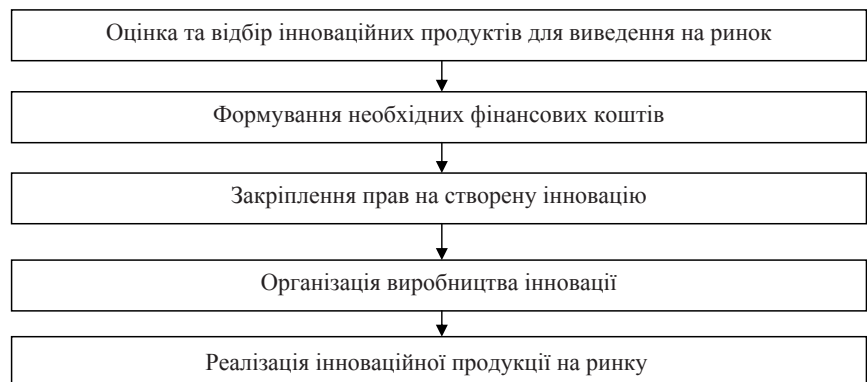 Оцінка та відбір інноваційних продуктів для виведення на ринок
Формування необхідних фінансових коштів
Закріплення прав на створену інновацію
Організація виробництва інновації
Реалізація інноваційної продукції на ринку